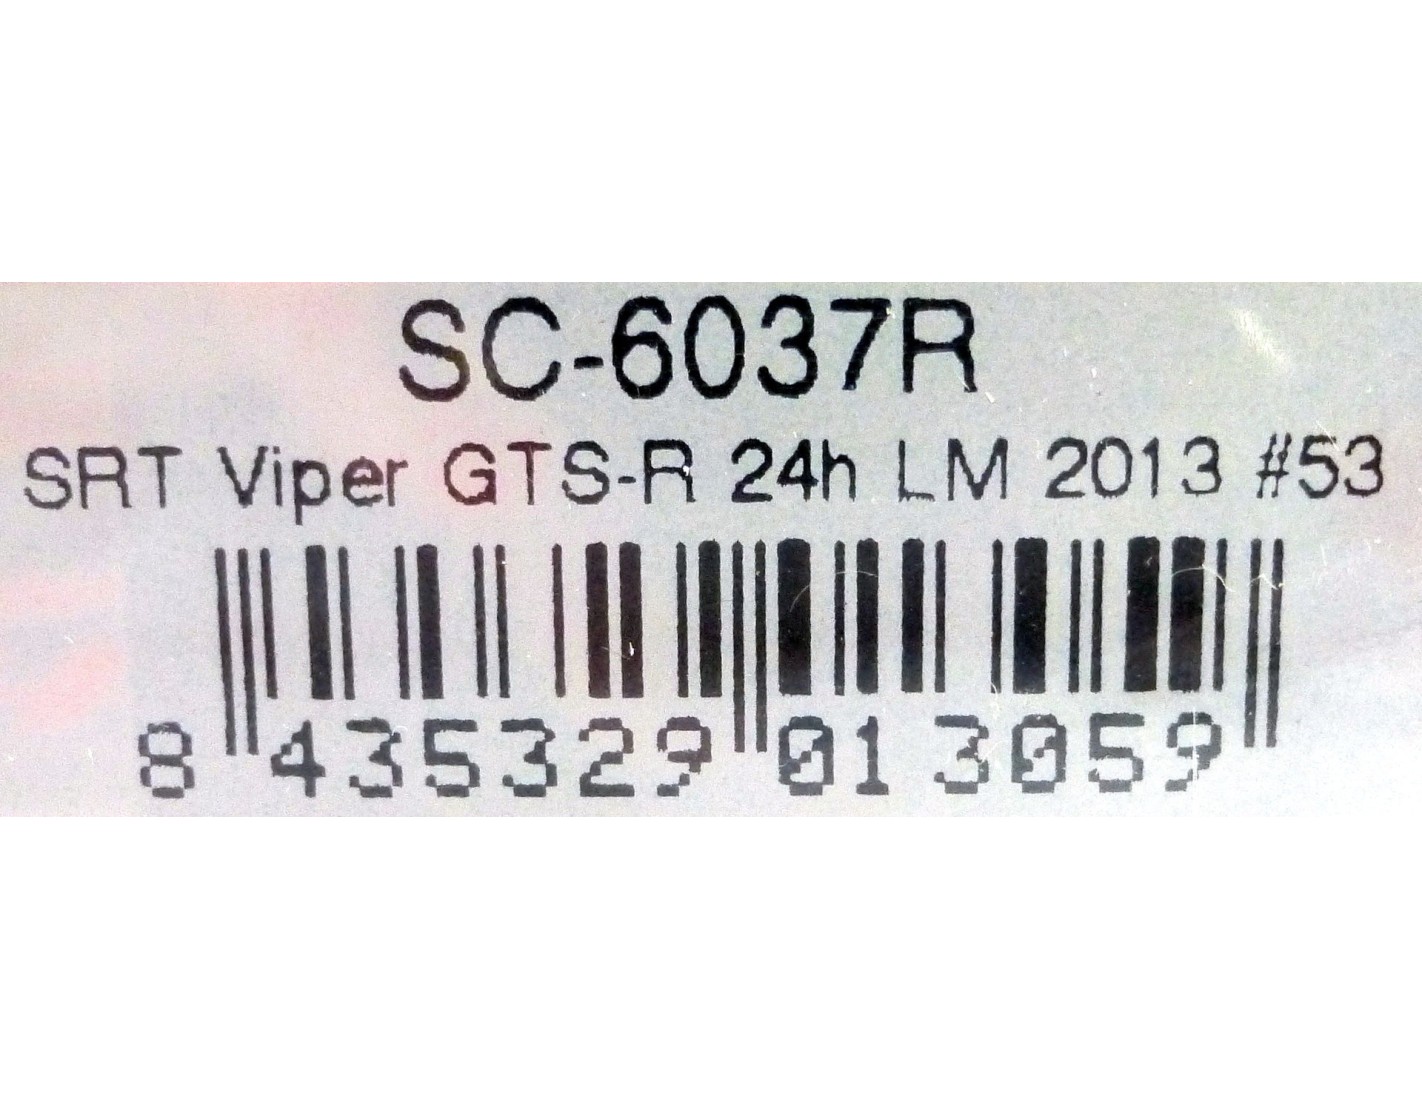 SC-6037R
SRT Viper GTS-R 24h LM 2013 #53
8 435329 013059